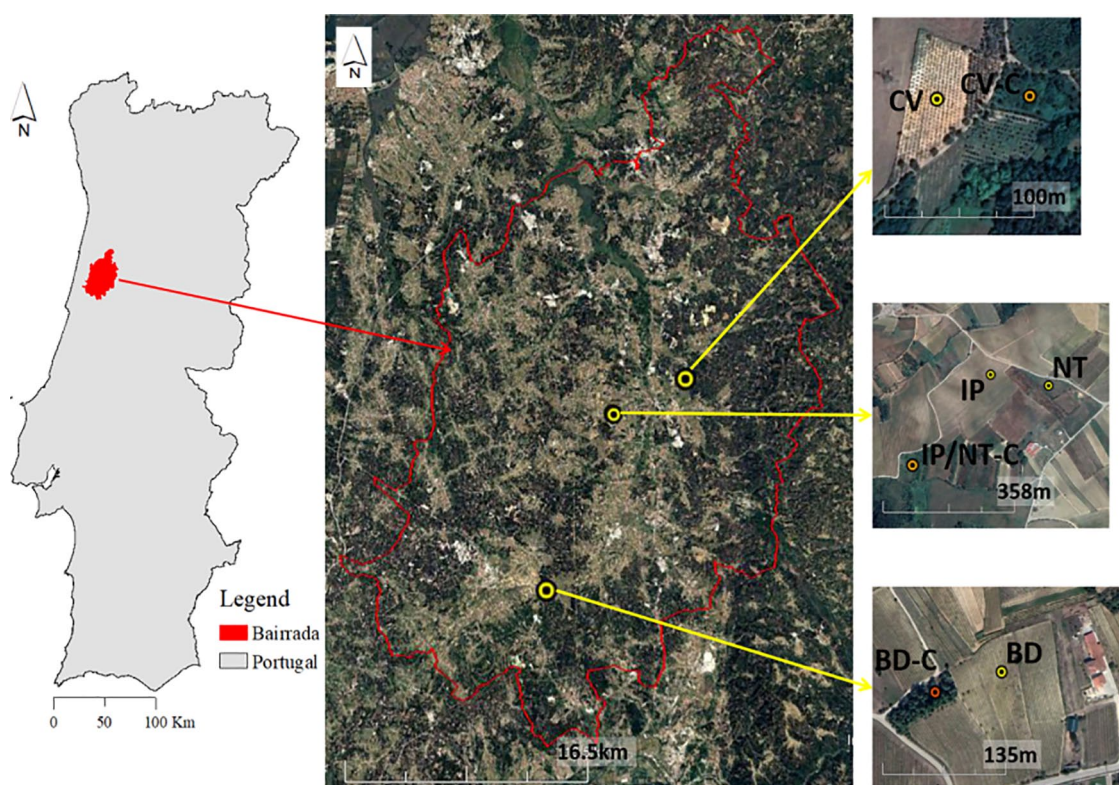 N
Legend
Bairrada
Portugal
0 50 100 Km
N
16.5km
CV
CV-C
100m
IP
NT
IP/NT-C
358m
BD-C
BD
135m